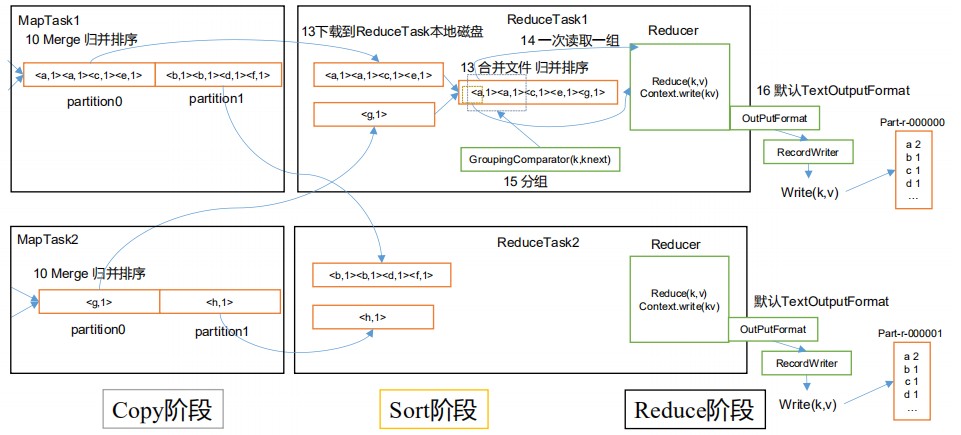 MapTask1
10 Merge 归并排序
<a,1><a,1><c,1><e,1>
<b,1><b,1><d,1><f,1>
partition0
partition1
ReduceTask1
13下载到ReduceTask本地磁盘
14 一次读取一组
<a,1><a,1><c,1><e,1>
<g,1>
13 合并文件 归并排序
<a,1><a,1><c,1><e,1><g,1>
GroupingComparator(k,knext)
15 分组
Reducer
Reduce(k,v)
Context.write(kv)
16 默认TextOutputFormat
OutPutFormat
RecordWriter
Write(k,v)
Part-r-000000
a 2
b 1
c 1
d 1
...
MapTask2
10 Merge 归并排序
<g,1>
<h,1>
partition0
partition1
ReduceTask2
<b,1><b,1><d,1><f,1>
<h,1>
Reducer
Reduce(k,v)
Context.write(kv)
默认TextOutputFormat
OutPutFormat
RecordWriter
Write(k,v)
Part-r-000001
a 2
b 1
c 1
d 1
...
Copy阶段
Sort阶段
Reduce阶段